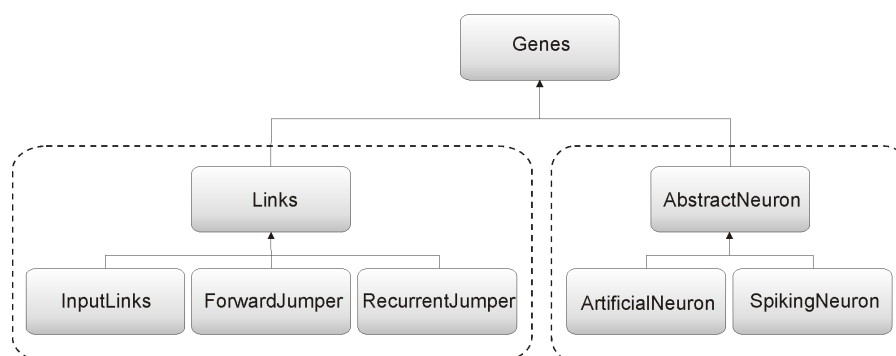 Genes
Links
AbstractNeuron
InputLinks
ForwardJumper
RecurrentJumper
ArtificialNeuron
SpikingNeuron